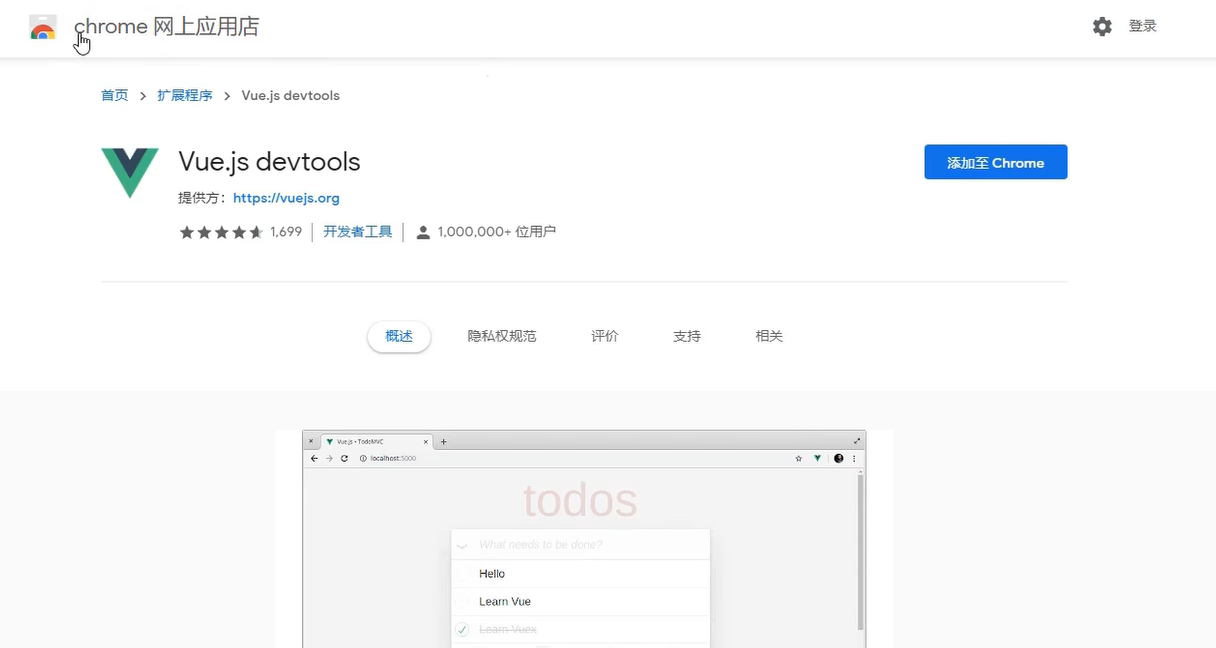 chrome 网上应用店
登录
首页 > 扩展程序 > Vue.js devtools
Vue.js devtools
添加至 Chrome
提供方: https://vuejs.org
1,699 开发者工具 1,000,000+ 位用户
概述 隐私权规范 评价 支持 相关
Vue.js • TodoMVC
localhost:5000
todos
What needs to be done?
Hello
Learn Vue
Learn Vuex